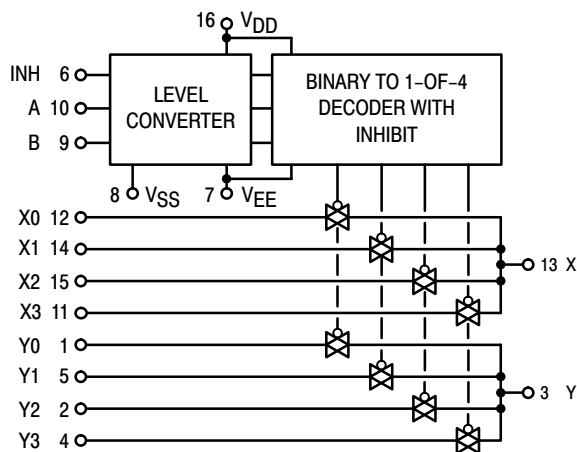 16 VDD
INH 6
A 10
B 9
LEVEL
CONVERTER
BINARY TO 1-OF-4
DECODER WITH
INHIBIT
8 VSS
7 VEE
X0 12
X1 14
X2 15
X3 11
13 X
Y0 1
Y1 5
Y2 2
Y3 4
3 Y